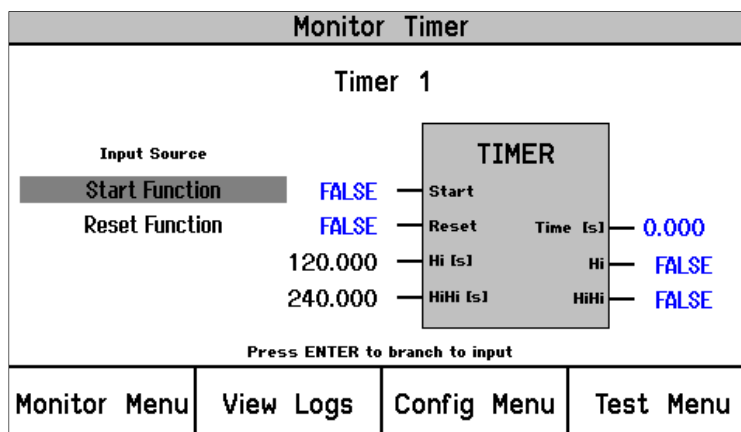 Monitor Timer
Timer 1
Input Source
TIMER
Start Function FALSE Start
Reset Function FALSE Reset Time [s] 0.000
120.000 Hi [s] Hi FALSE
240.000 HiHi [s] HiHi FALSE
Press ENTER to branch to input
Monitor Menu View Logs Config Menu Test Menu